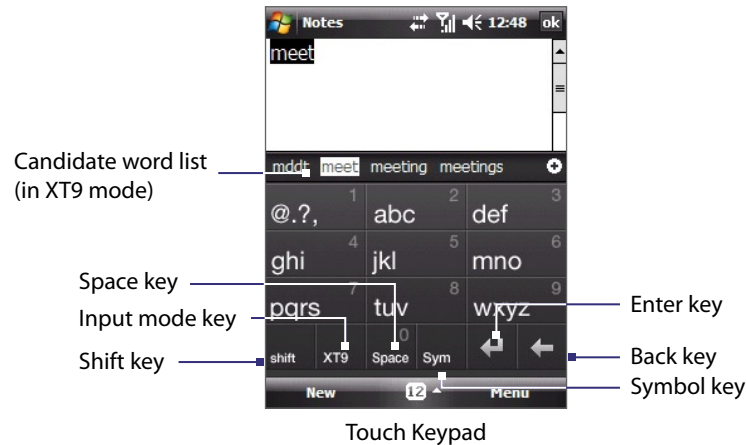 Notes 12:48 ok
meet
Candidate word list
(in XT9 mode)
mddt meet meeting meetings
@.?, 1 abc 2 def 3
ghi 4 jkl 5 mno 6
pqrs 7 tuv 8 wxyz 9
Space key
Input mode key
Shift key
Enter key
Back key
Symbol key
shift XT9 0 Space Sym
New 12 Menu
Touch Keypad